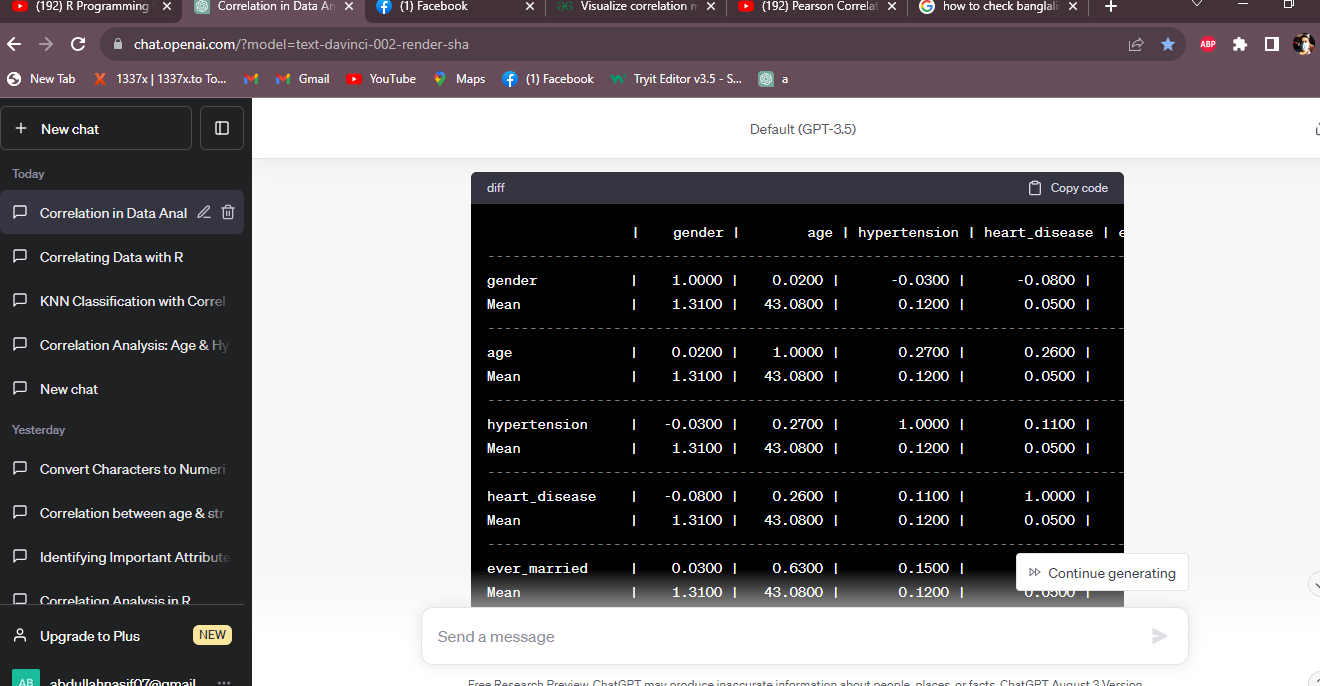 (192) R Programming
Correlation in Data An
(1) Facebook
Visualize correlation m
(192) Pearson Correlat
how to check banglali
chat.openai.com/?model=text-davinci-002-render-sha
ABP
New Tab
1337x | 1337x.to To...
Gmail
YouTube
Maps
(1) Facebook
Tryit Editor v3.5 - S...
a
New chat
Today
Correlation in Data Anal
Correlating Data with R
KNN Classification with Correl
Correlation Analysis: Age & Hy
New chat
Yesterday
Convert Characters to Numeri
Correlation between age & str
Identifying Important Attribute
Correlation Analysis in R
Upgrade to Plus NEW
AB abdullahnasif07@gmail ...
Default (GPT-3.5)
diff Copy code
| gender | age | hypertension | heart_disease | e
------------------------------------------------------------
gender | 1.0000 | 0.0200 | -0.0300 | -0.0800 |
Mean | 1.3100 | 43.0800 | 0.1200 | 0.0500 |
------------------------------------------------------------
age | 0.0200 | 1.0000 | 0.2700 | 0.2600 |
Mean | 1.3100 | 43.0800 | 0.1200 | 0.0500 |
------------------------------------------------------------
hypertension | -0.0300 | 0.2700 | 1.0000 | 0.1100 |
Mean | 1.3100 | 43.0800 | 0.1200 | 0.0500 |
------------------------------------------------------------
heart_disease | -0.0800 | 0.2600 | 0.1100 | 1.0000 |
Mean | 1.3100 | 43.0800 | 0.1200 | 0.0500 |
------------------------------------------------------------
ever_married | 0.0300 | 0.6300 | 0.1500 |
Mean | 1.3100 | 43.0800 | 0.1200 | 0.0500 |
Continue generating
Send a message
Free Research Preview. ChatGPT may produce inaccurate information about people, places, or facts. ChatGPT August 3 Version